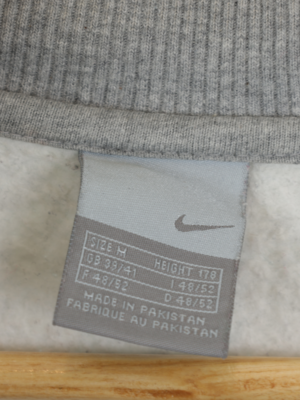 SIZE M HEIGHT 178
GB 38/41 I 48/52
F 48/52 D 48/52
MADE IN PAKISTAN
FABRIQUE AU PAKISTAN